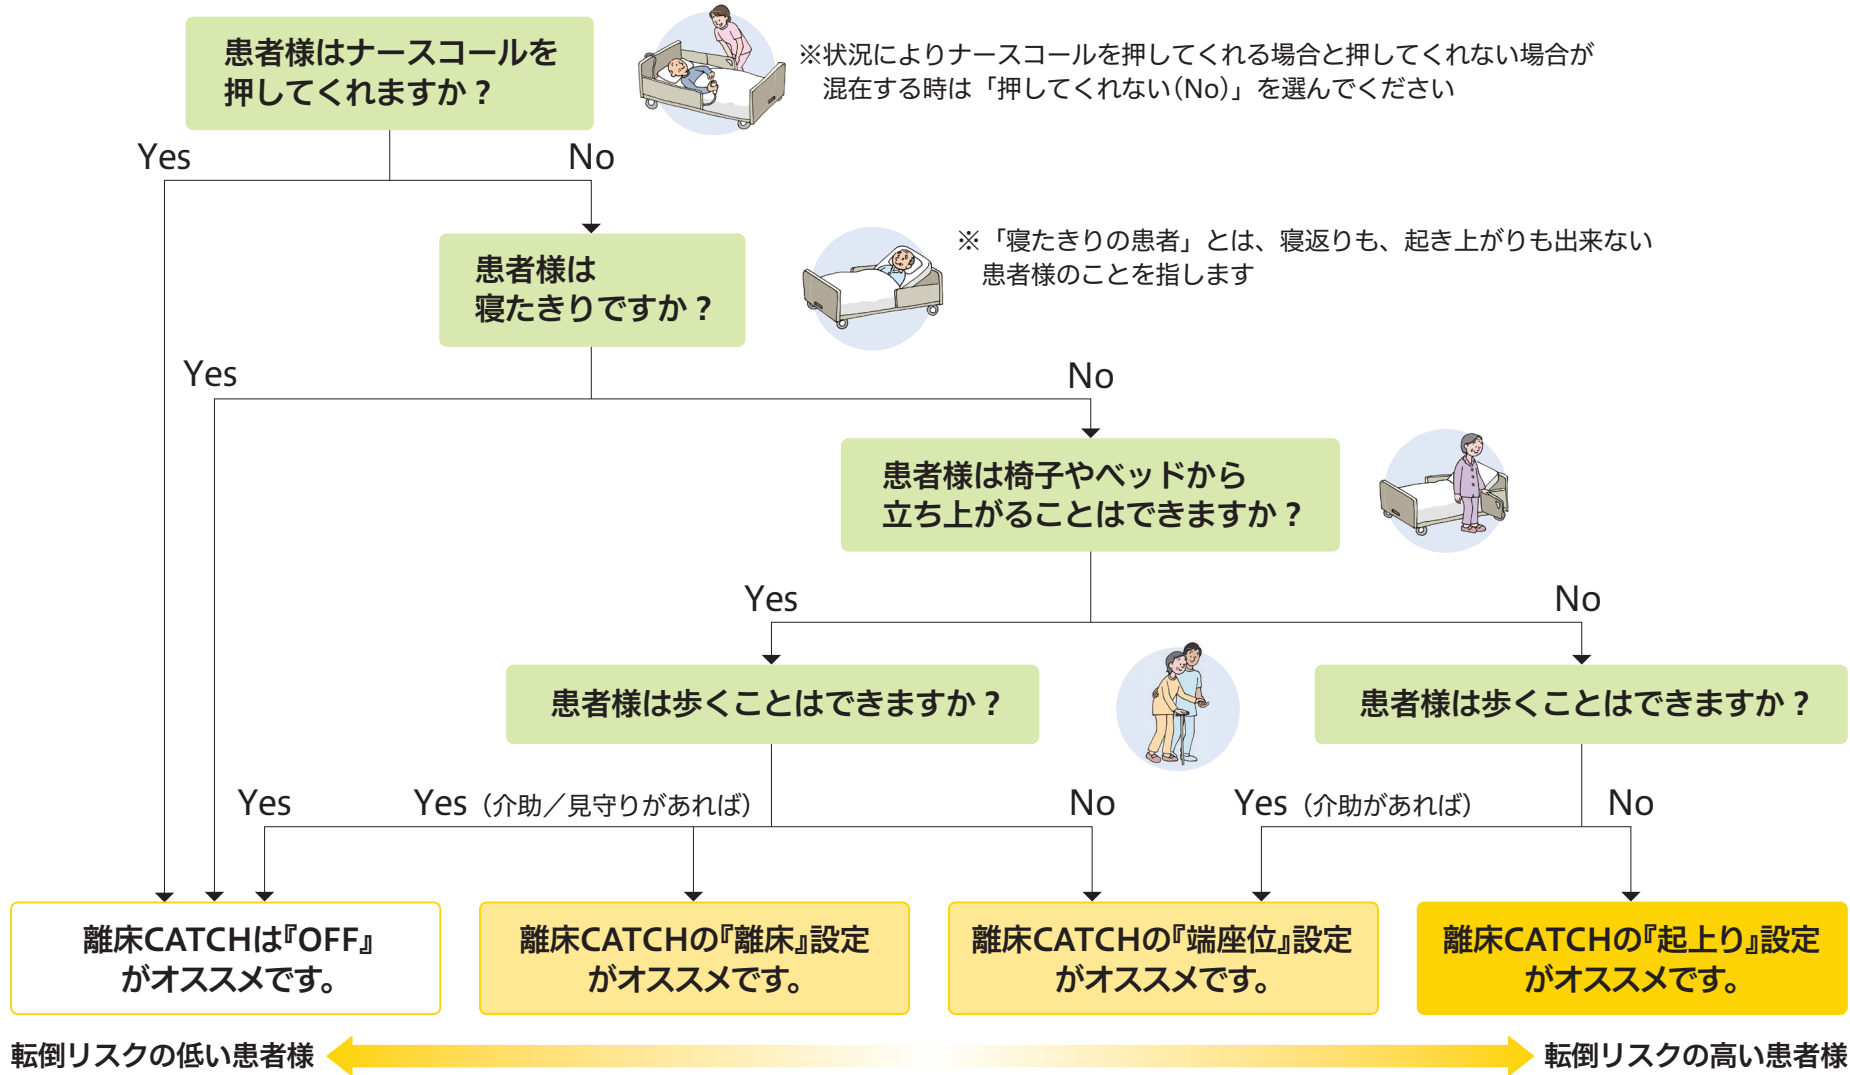 患者様はナースコールを
押してくれますか？
※状況によりナースコールを押してくれる場合と押してくれない場合が
混在する時は「押してくれない（No）」を選んでください
Yes
No
患者様は
寝たきりですか？
※「寝たきりの患者」とは、寝返りも、起き上がりも出来ない
患者様のことを指します
Yes
No
患者様は椅子やベッドから
立ち上がることはできますか？
Yes
No
患者様は歩くことはできますか？
患者様は歩くことはできますか？
Yes
Yes（介助／見守りがあれば）
No
Yes（介助があれば）
No
離床CATCHは『OFF』
がオススメです。
離床CATCHの『離床』設定
がオススメです。
離床CATCHの『端座位』設定
がオススメです。
離床CATCHの『起上り』設定
がオススメです。
転倒リスクの低い患者様
転倒リスクの高い患者様